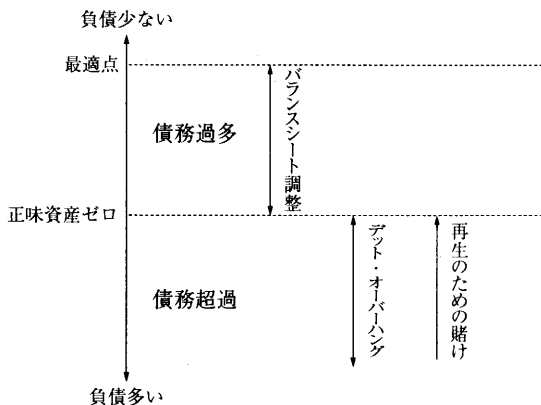 負債少ない
最適点
バランスシート調整
債務過多
正味資産ゼロ
デット・オーバーハング
再生のための賭け
債務超過
負債多い